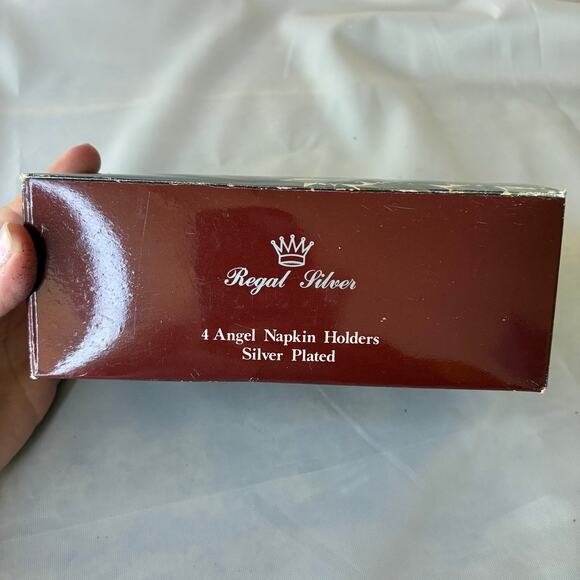 Regal Silver
4 Angel Napkin Holders
Silver Plated